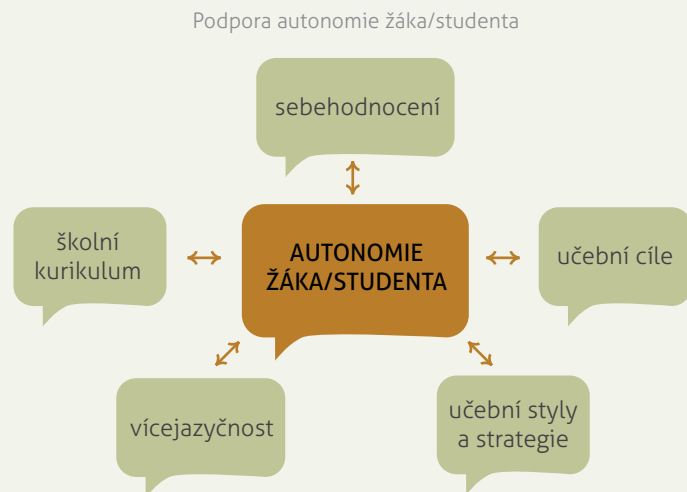 Podpora autonomie žáka/studenta
sebehodnocení
školní
kurikulum
AUTONOMIE
ŽÁKA/STUDENTA
učební cíle
vícejazyčnost
učební styly
a strategie